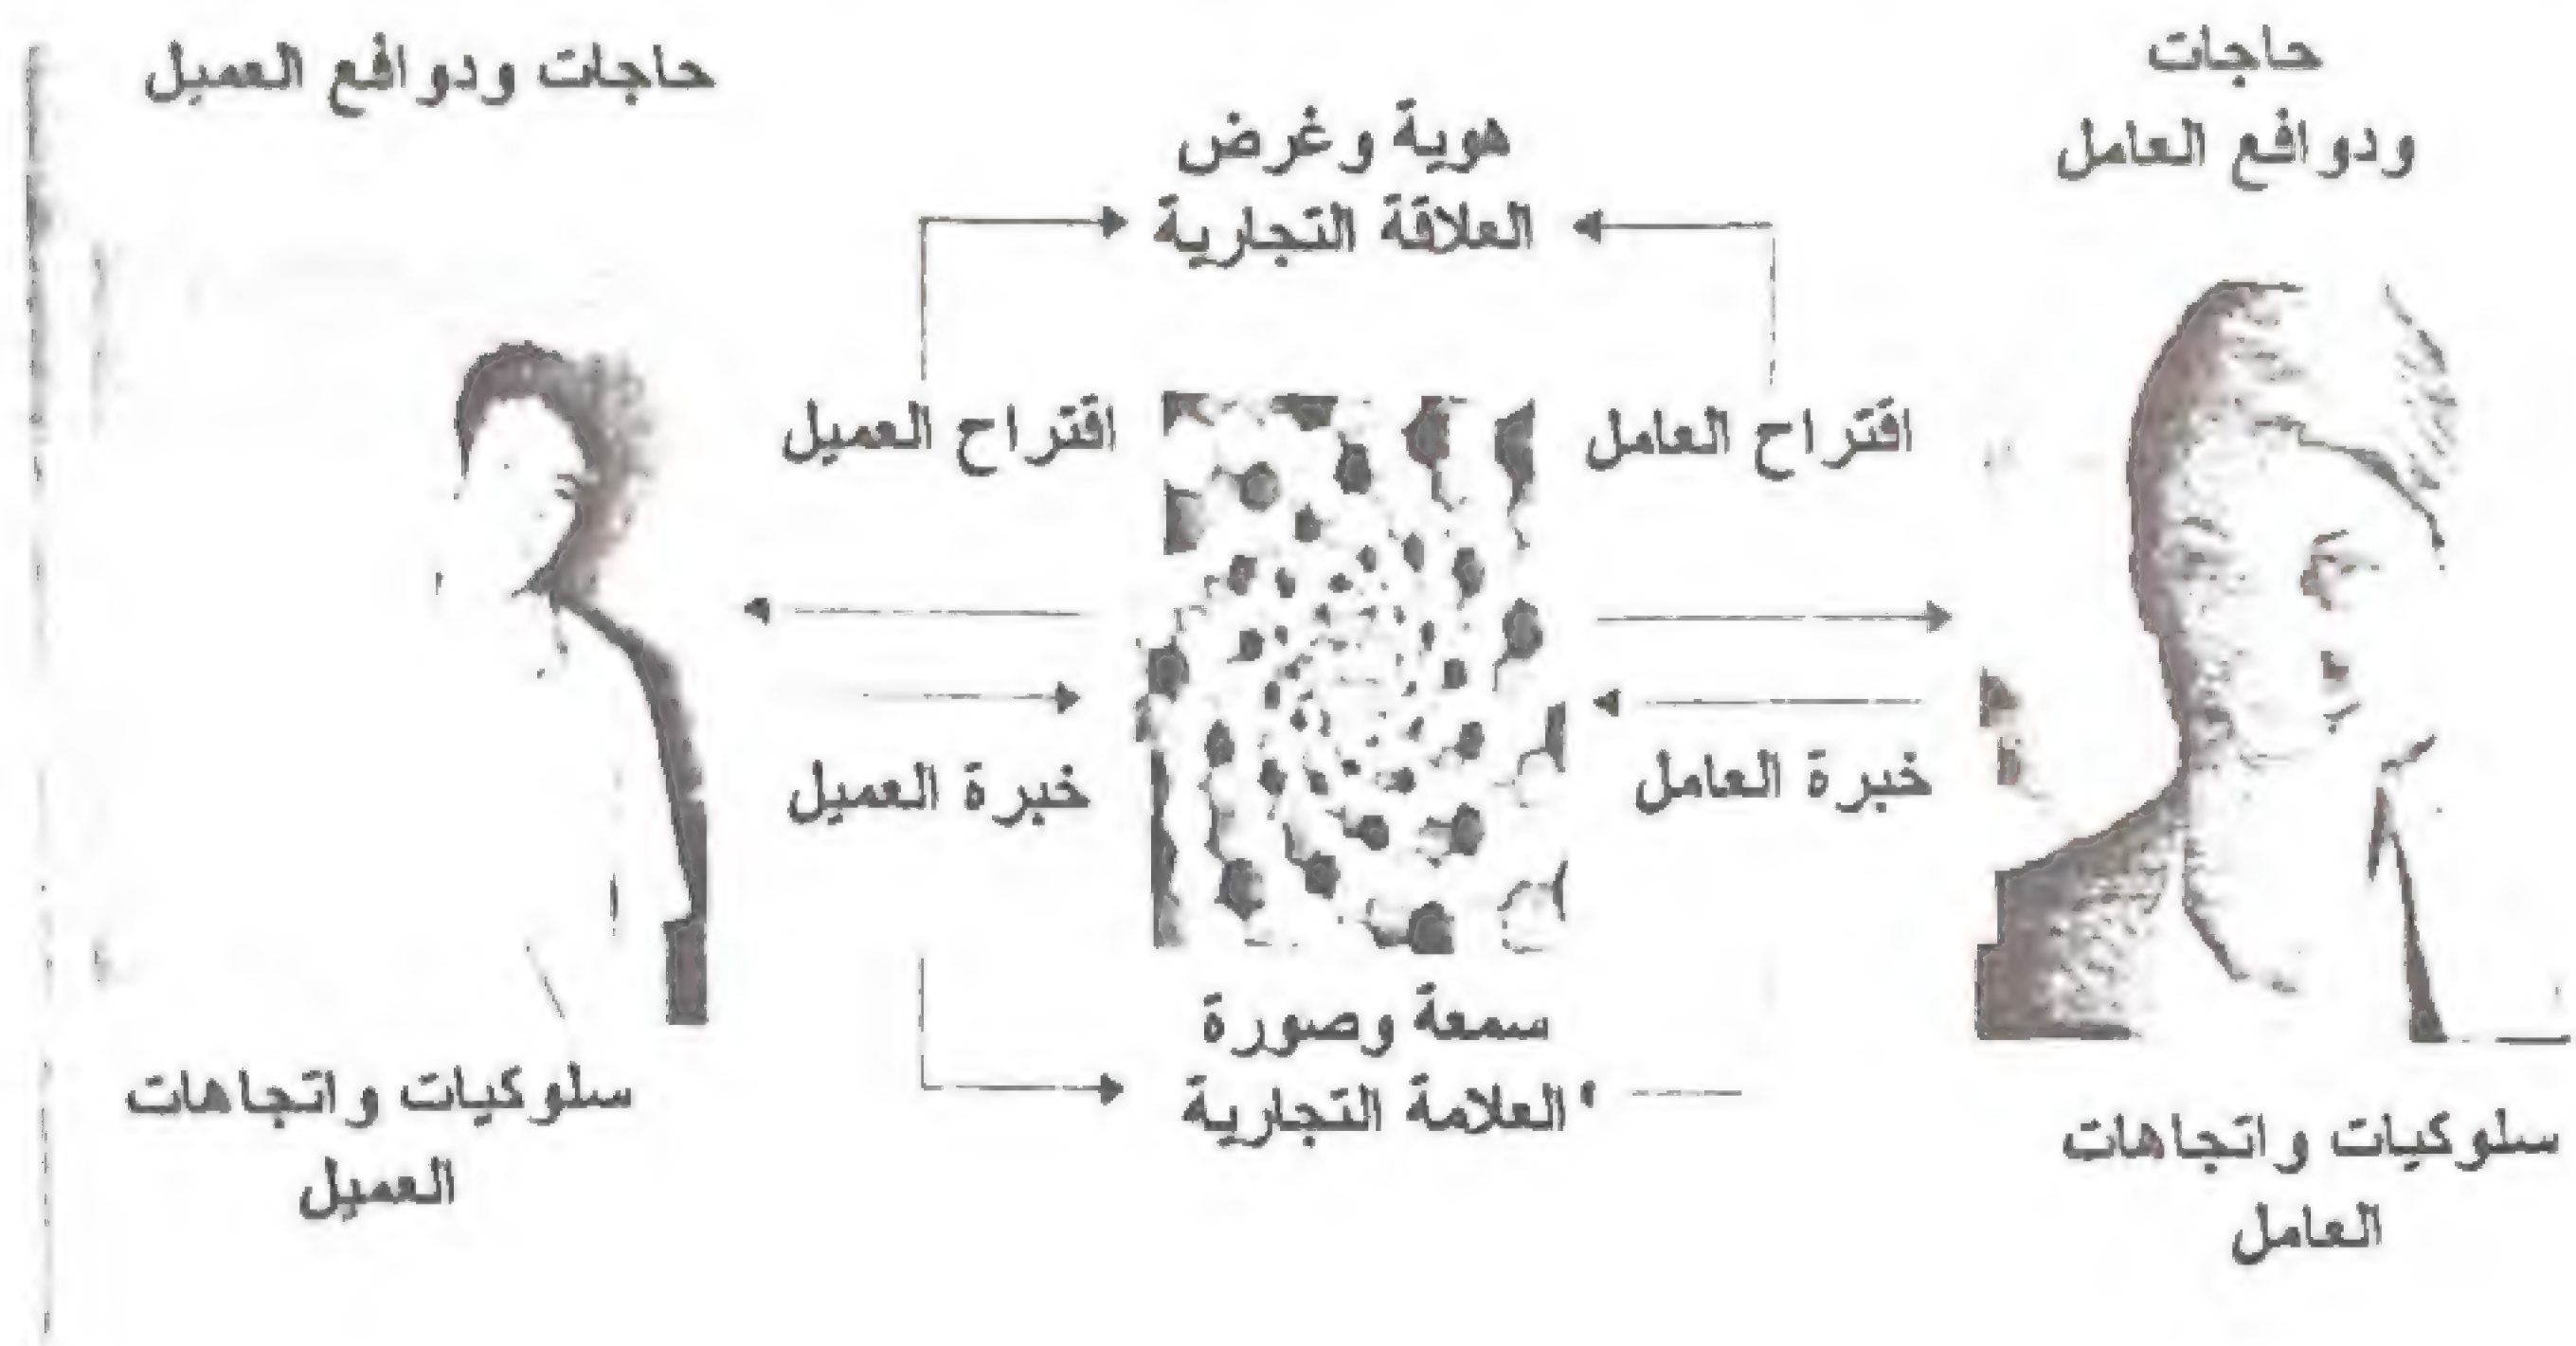 حاجات
ودوافع العامل
حاجات ودوافع العميل
هوية وغرض
العلاقة التجارية
اقتراح العامل
اقتراح العميل
خبرة العامل
خبرة العميل
سمعة وصورة
العلامة التجارية
سلوكيات واتجاهات
العامل
سلوكيات واتجاهات
العميل